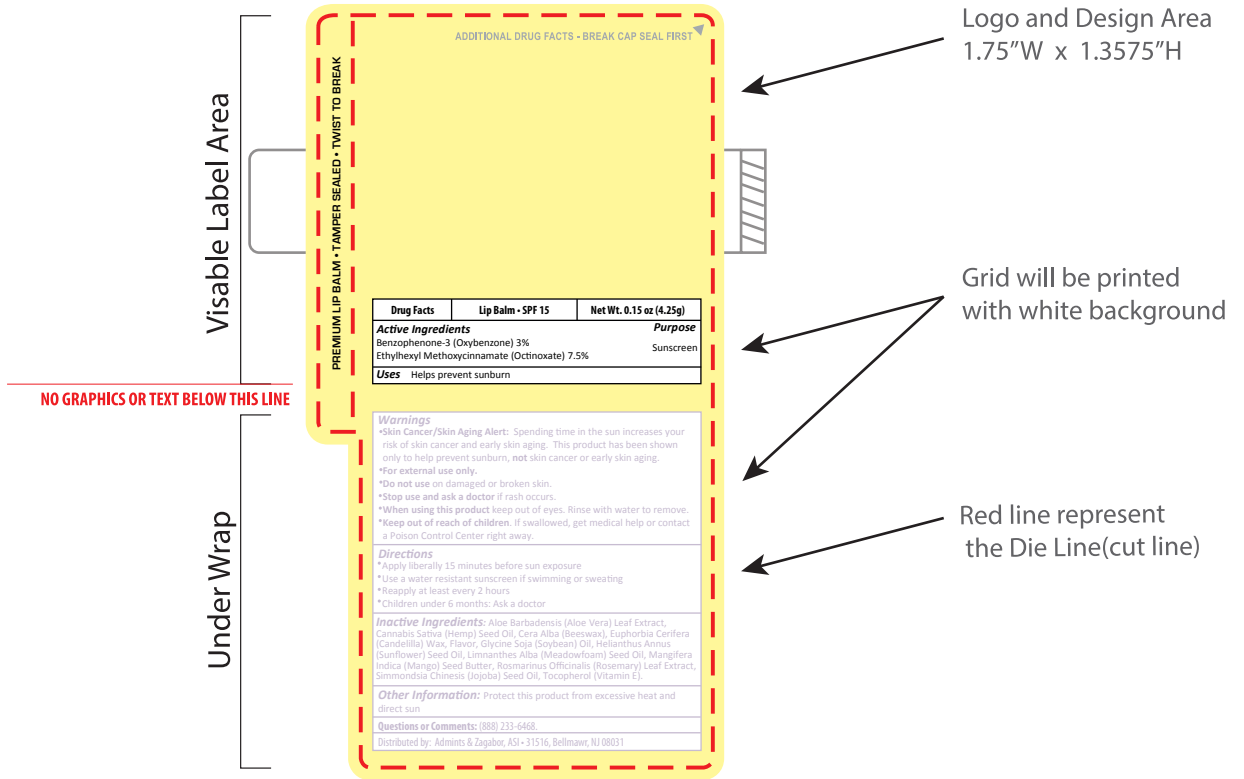 Logo and Design Area
1.75”W x 1.3575”H
ADDITIONAL DRUG FACTS - BREAK CAP SEAL FIRST
PREMIUM LIP BALM • TAMPER SEALED • TWIST TO BREAK
Visable Label Area
Grid will be printed
with white background
Drug Facts
Lip Balm • SPF 15
Net Wt. 0.15 oz (4.25g)
Active Ingredients
Purpose
Benzophenone-3 (Oxybenzone) 3%
Sunscreen
Ethylhexyl Methoxycinnamate (Octinoxate) 7.5%
Uses Helps prevent sunburn
NO GRAPHICS OR TEXT BELOW THIS LINE
Under Wrap
Warnings
•Skin Cancer/Skin Aging Alert: Spending time in the sun increases your
risk of skin cancer and early skin aging. This product has been shown
only to help prevent sunburn, not skin cancer or early skin aging.
•For external use only.
•Do not use on damaged or broken skin.
•Stop use and ask a doctor if rash occurs.
•When using this product keep out of eyes. Rinse with water to remove.
•Keep out of reach of children. If swallowed, get medical help or contact
a Poison Control Center right away.
Red line represent
the Die Line(cut line)
Directions
•Apply liberally 15 minutes before sun exposure
•Use a water resistant sunscreen if swimming or sweating
•Reapply at least every 2 hours
•Children under 6 months: Ask a doctor
Inactive Ingredients: Aloe Barbadensis (Aloe Vera) Leaf Extract,
Cannabis Sativa (Hemp) Seed Oil, Cera Alba (Beeswax), Euphorbia Cerifera
(Candelilla) Wax, Flavor, Glycine Soja (Soybean) Oil, Helianthus Annus
(Sunflower) Seed Oil, Limnanthes Alba (Meadowfoam) Seed Oil, Mangifera
Indica (Mango) Seed Butter, Rosmarinus Officinalis (Rosemary) Leaf Extract,
Simmondsia Chinesis (Jojoba) Seed Oil, Tocopherol (Vitamin E).
Other Information: Protect this product from excessive heat and
direct sun
Questions or Comments: (888) 233-6468.
Distributed by: Admints & Zagabor, ASI • 31516, Bellmawr, NJ 08031